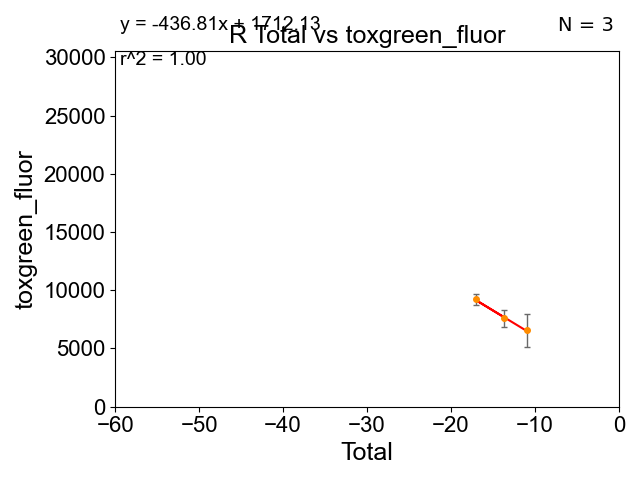 y = -436.81x + 1712.13
N = 3
R Total vs toxgreen_fluor
r^2 = 1.00
30000
25000
20000
15000
10000
5000
0
toxgreen_fluor
−60 −50 −40 −30 −20 −10 0
Total